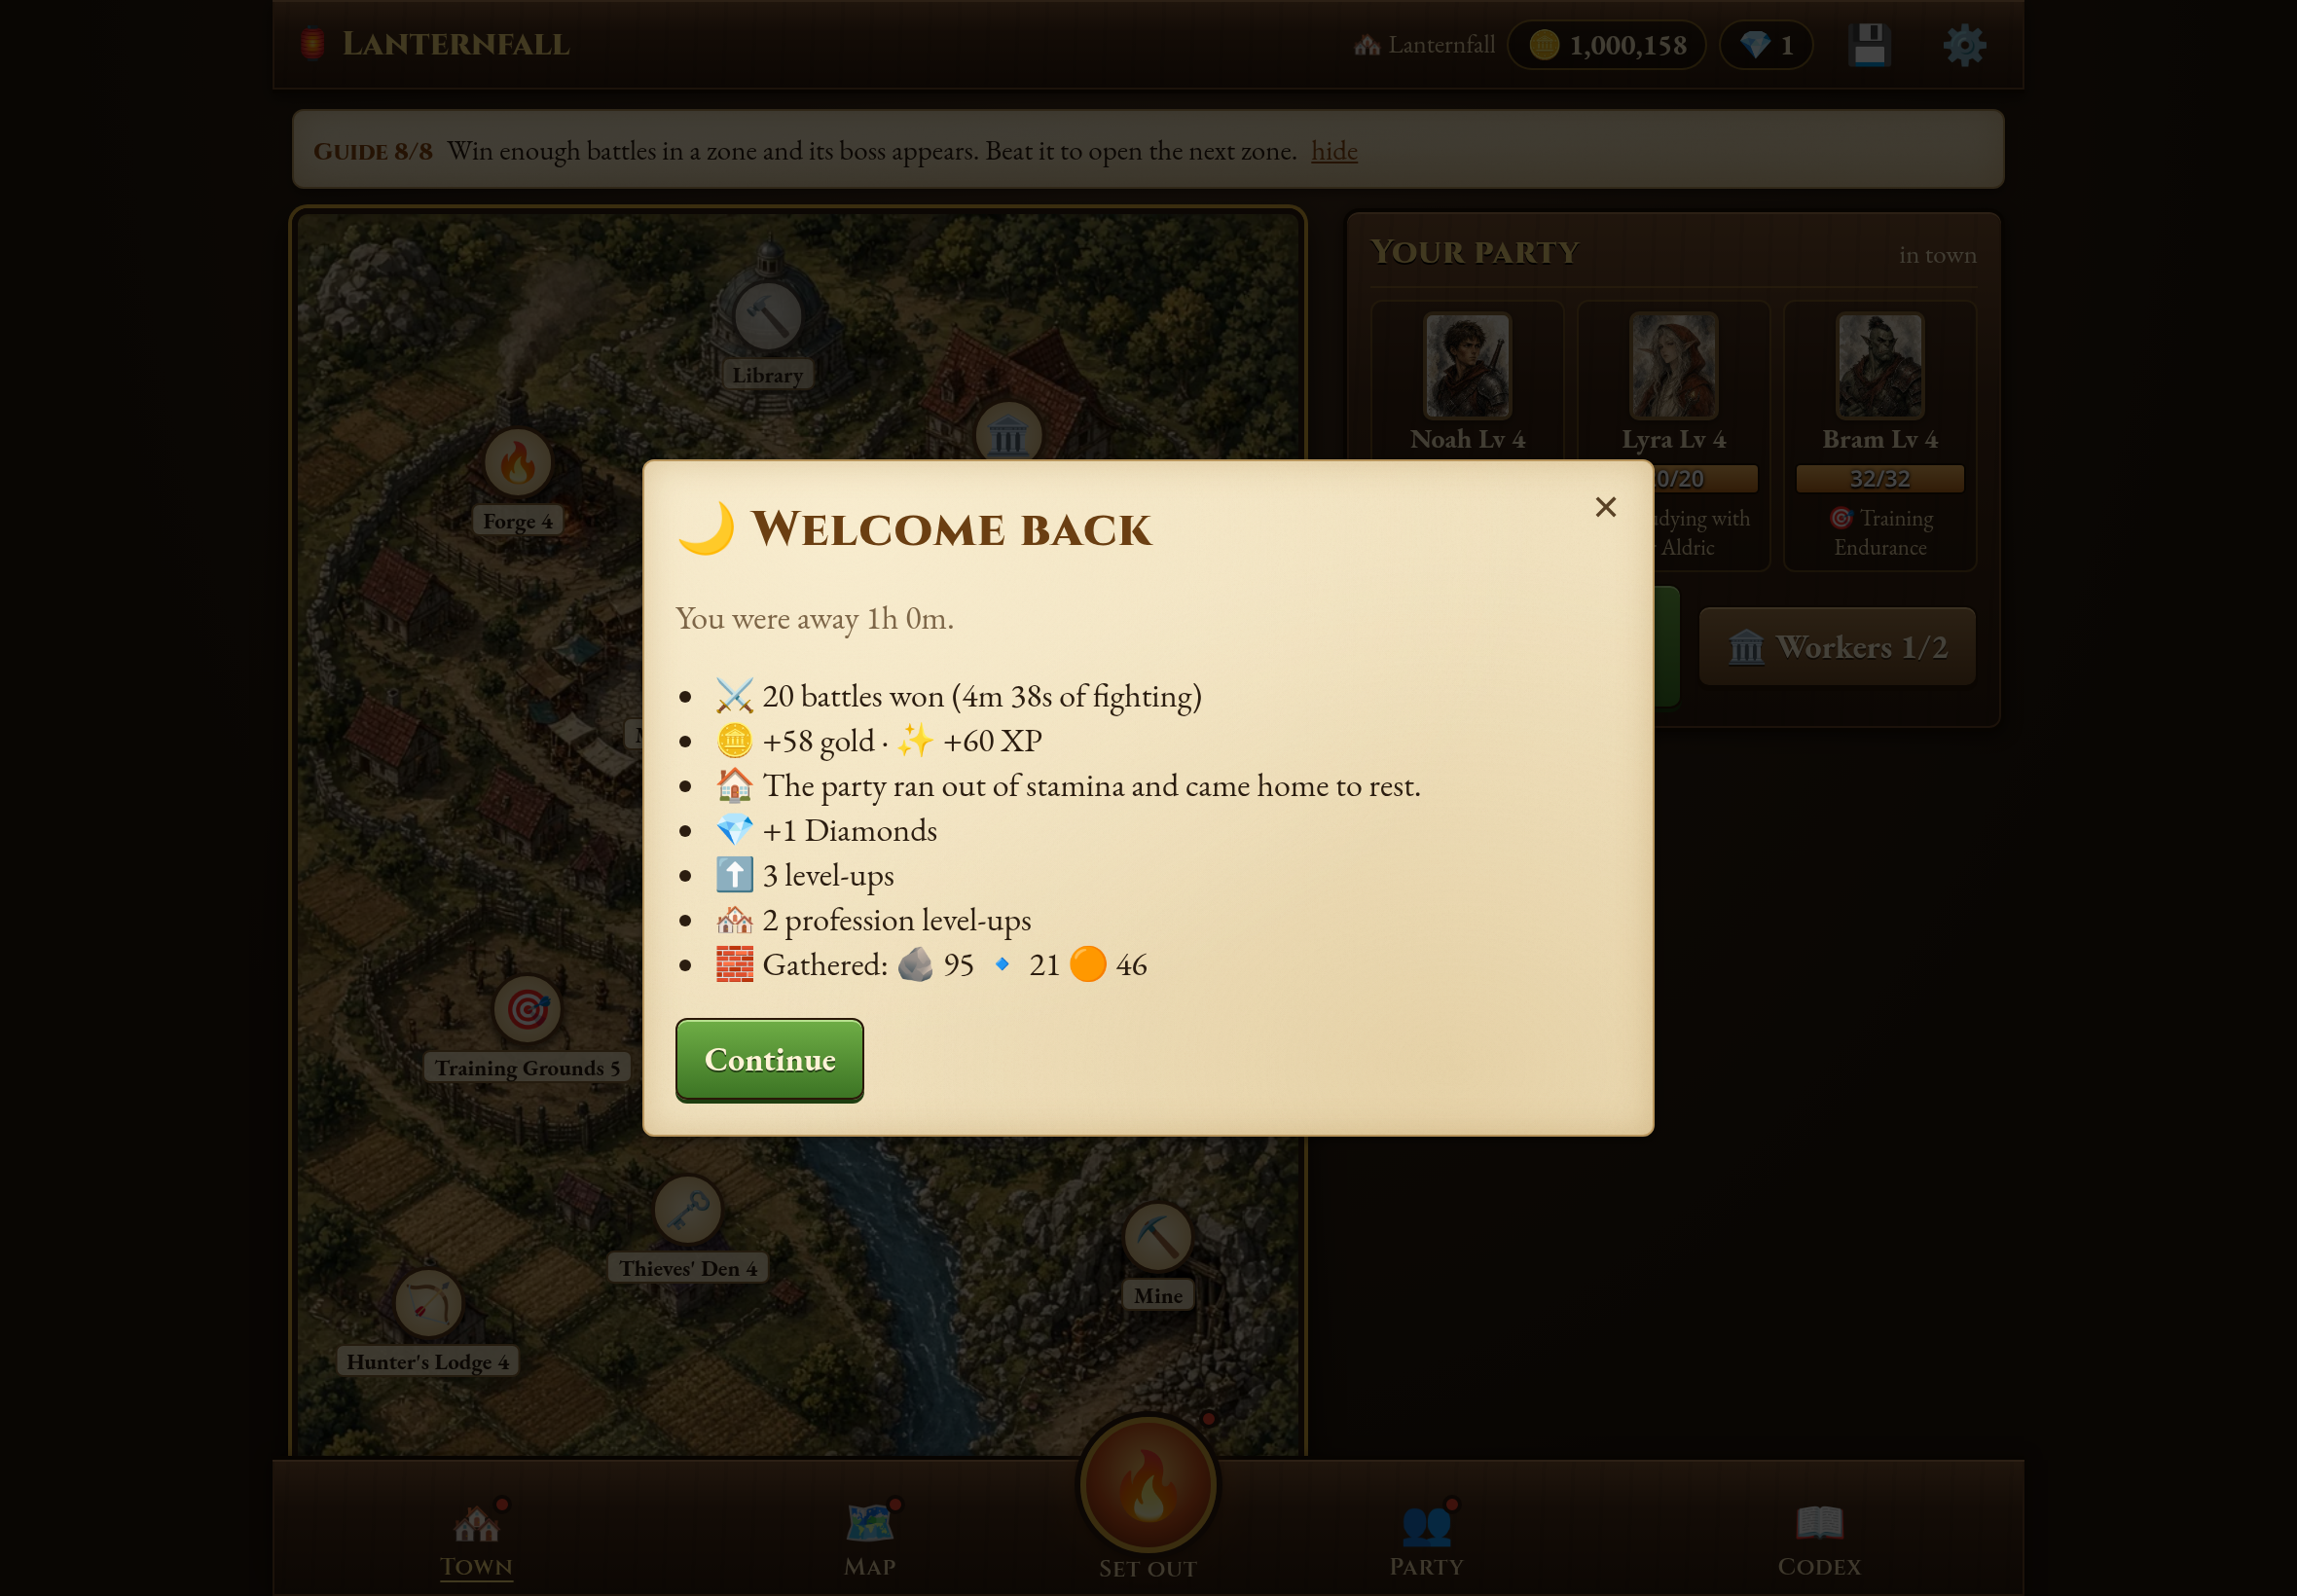 🏮 Lanternfall
🏘️ Lanternfall 🪙 1,000,158 💎 1 💾 ⚙️
Guide 8/8 Win enough battles in a zone and its boss appears. Beat it to open the next zone. hide
Library
Forge 4
Training Grounds 5
Thieves' Den 4
Mine
Hunter's Lodge 4
Your party in town
Noah Lv 4 Lyra Lv 4 Bram Lv 4
0/20 32/32
with 🎯 Training
Aldric Endurance
🏛️ Workers 1/2
🌙 Welcome back ✕
You were away 1h 0m.
• ⚔️ 20 battles won (4m 38s of fighting)
• 🪙 +58 gold · ✨ +60 XP
• 🏠 The party ran out of stamina and came home to rest.
• 💎 +1 Diamonds
• ⬆️ 3 level-ups
• 🏘️ 2 profession level-ups
• 🧱 Gathered: 🪨 95 🔹 21 🟠 46
Continue
Town Map Set out Party Codex